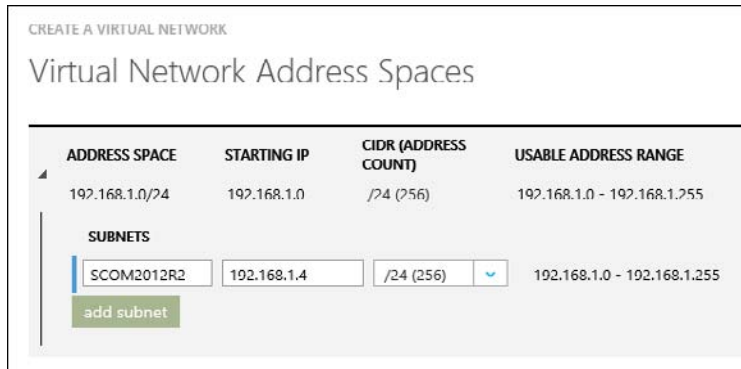 CREATE A VIRTUAL NETWORK
Virtual Network Address Spaces
ADDRESS SPACE STARTING IP CIDR (ADDRESS COUNT) USABLE ADDRESS RANGE
192.168.1.0/24 192.168.1.0 /24 (256) 192.168.1.0 - 192.168.1.255
SUBNETS
SCOM2012R2 192.168.1.4 /24 (256) 192.168.1.0 - 192.168.1.255
add subnet